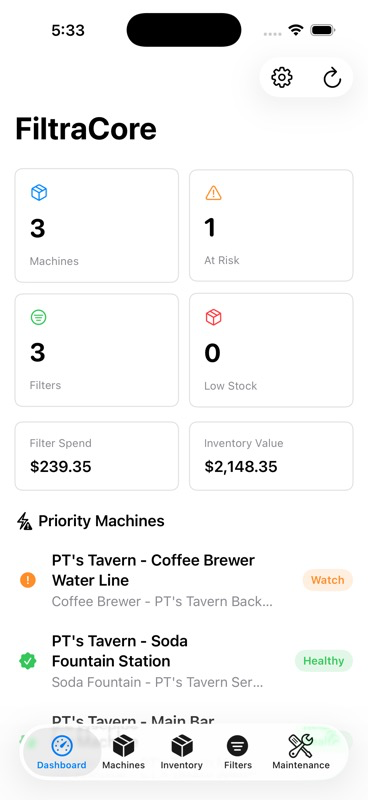 5:33
FiltraCore
3
Machines
1
At Risk
3
Filters
0
Low Stock
Filter Spend
$239.35
Inventory Value
$2,148.35
Priority Machines
PT's Tavern - Coffee Brewer
Water Line
Watch
Coffee Brewer - PT's Tavern Back...
PT's Tavern - Soda
Fountain Station
Healthy
Soda Fountain - PT's Tavern Ser...
PT's Tavern - Main Bar
Dashboard
Machines
Inventory
Filters
Maintenance